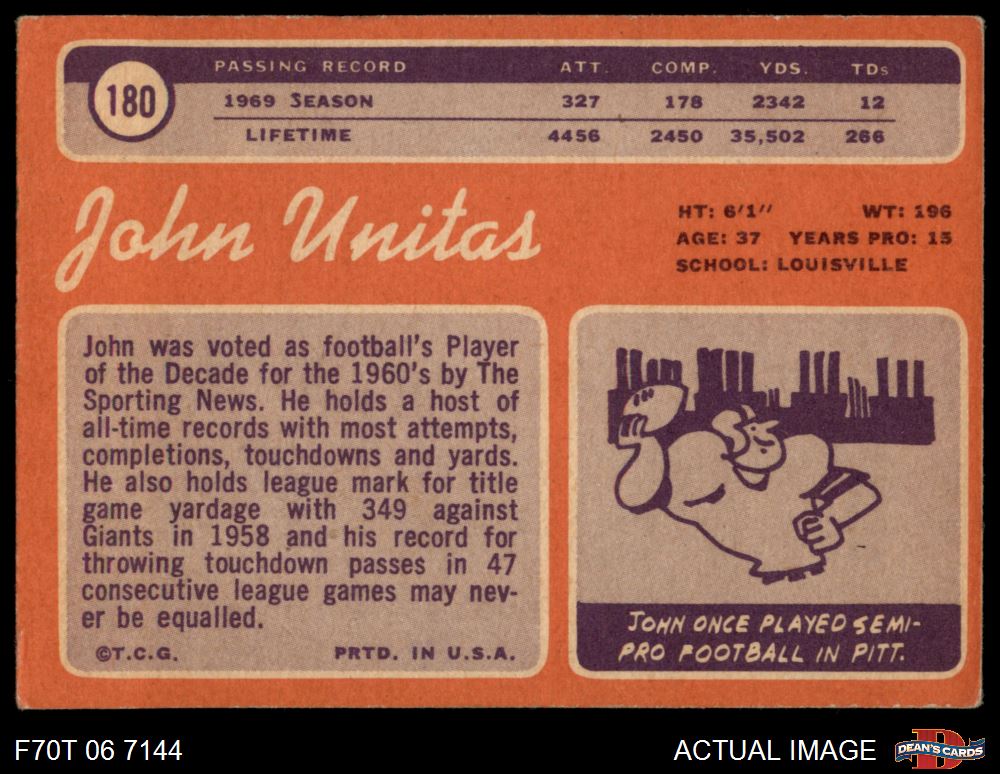 180
PASSING RECORD ATT. COMP. YDS. TDs
1969 SEASON 327 178 2342 12
LIFETIME 4456 2450 35,502 266
John Unitas
HT: 6'1" WT: 196
AGE: 37 YEARS PRO: 15
SCHOOL: LOUISVILLE
John was voted as football's Player
of the Decade for the 1960's by The
Sporting News. He holds a host of
all-time records with most attempts,
completions, touchdowns and yards.
He also holds league mark for title
game yardage with 349 against
Giants in 1958 and his record for
throwing touchdown passes in 47
consecutive league games may nev-
er be equalled.
©T.C.G. PRTD. IN U.S.A.
JOHN ONCE PLAYED SEMI-
PRO FOOTBALL IN PITT.
F70T 06 7144
ACTUAL IMAGE
D
DEAN'S CARDS